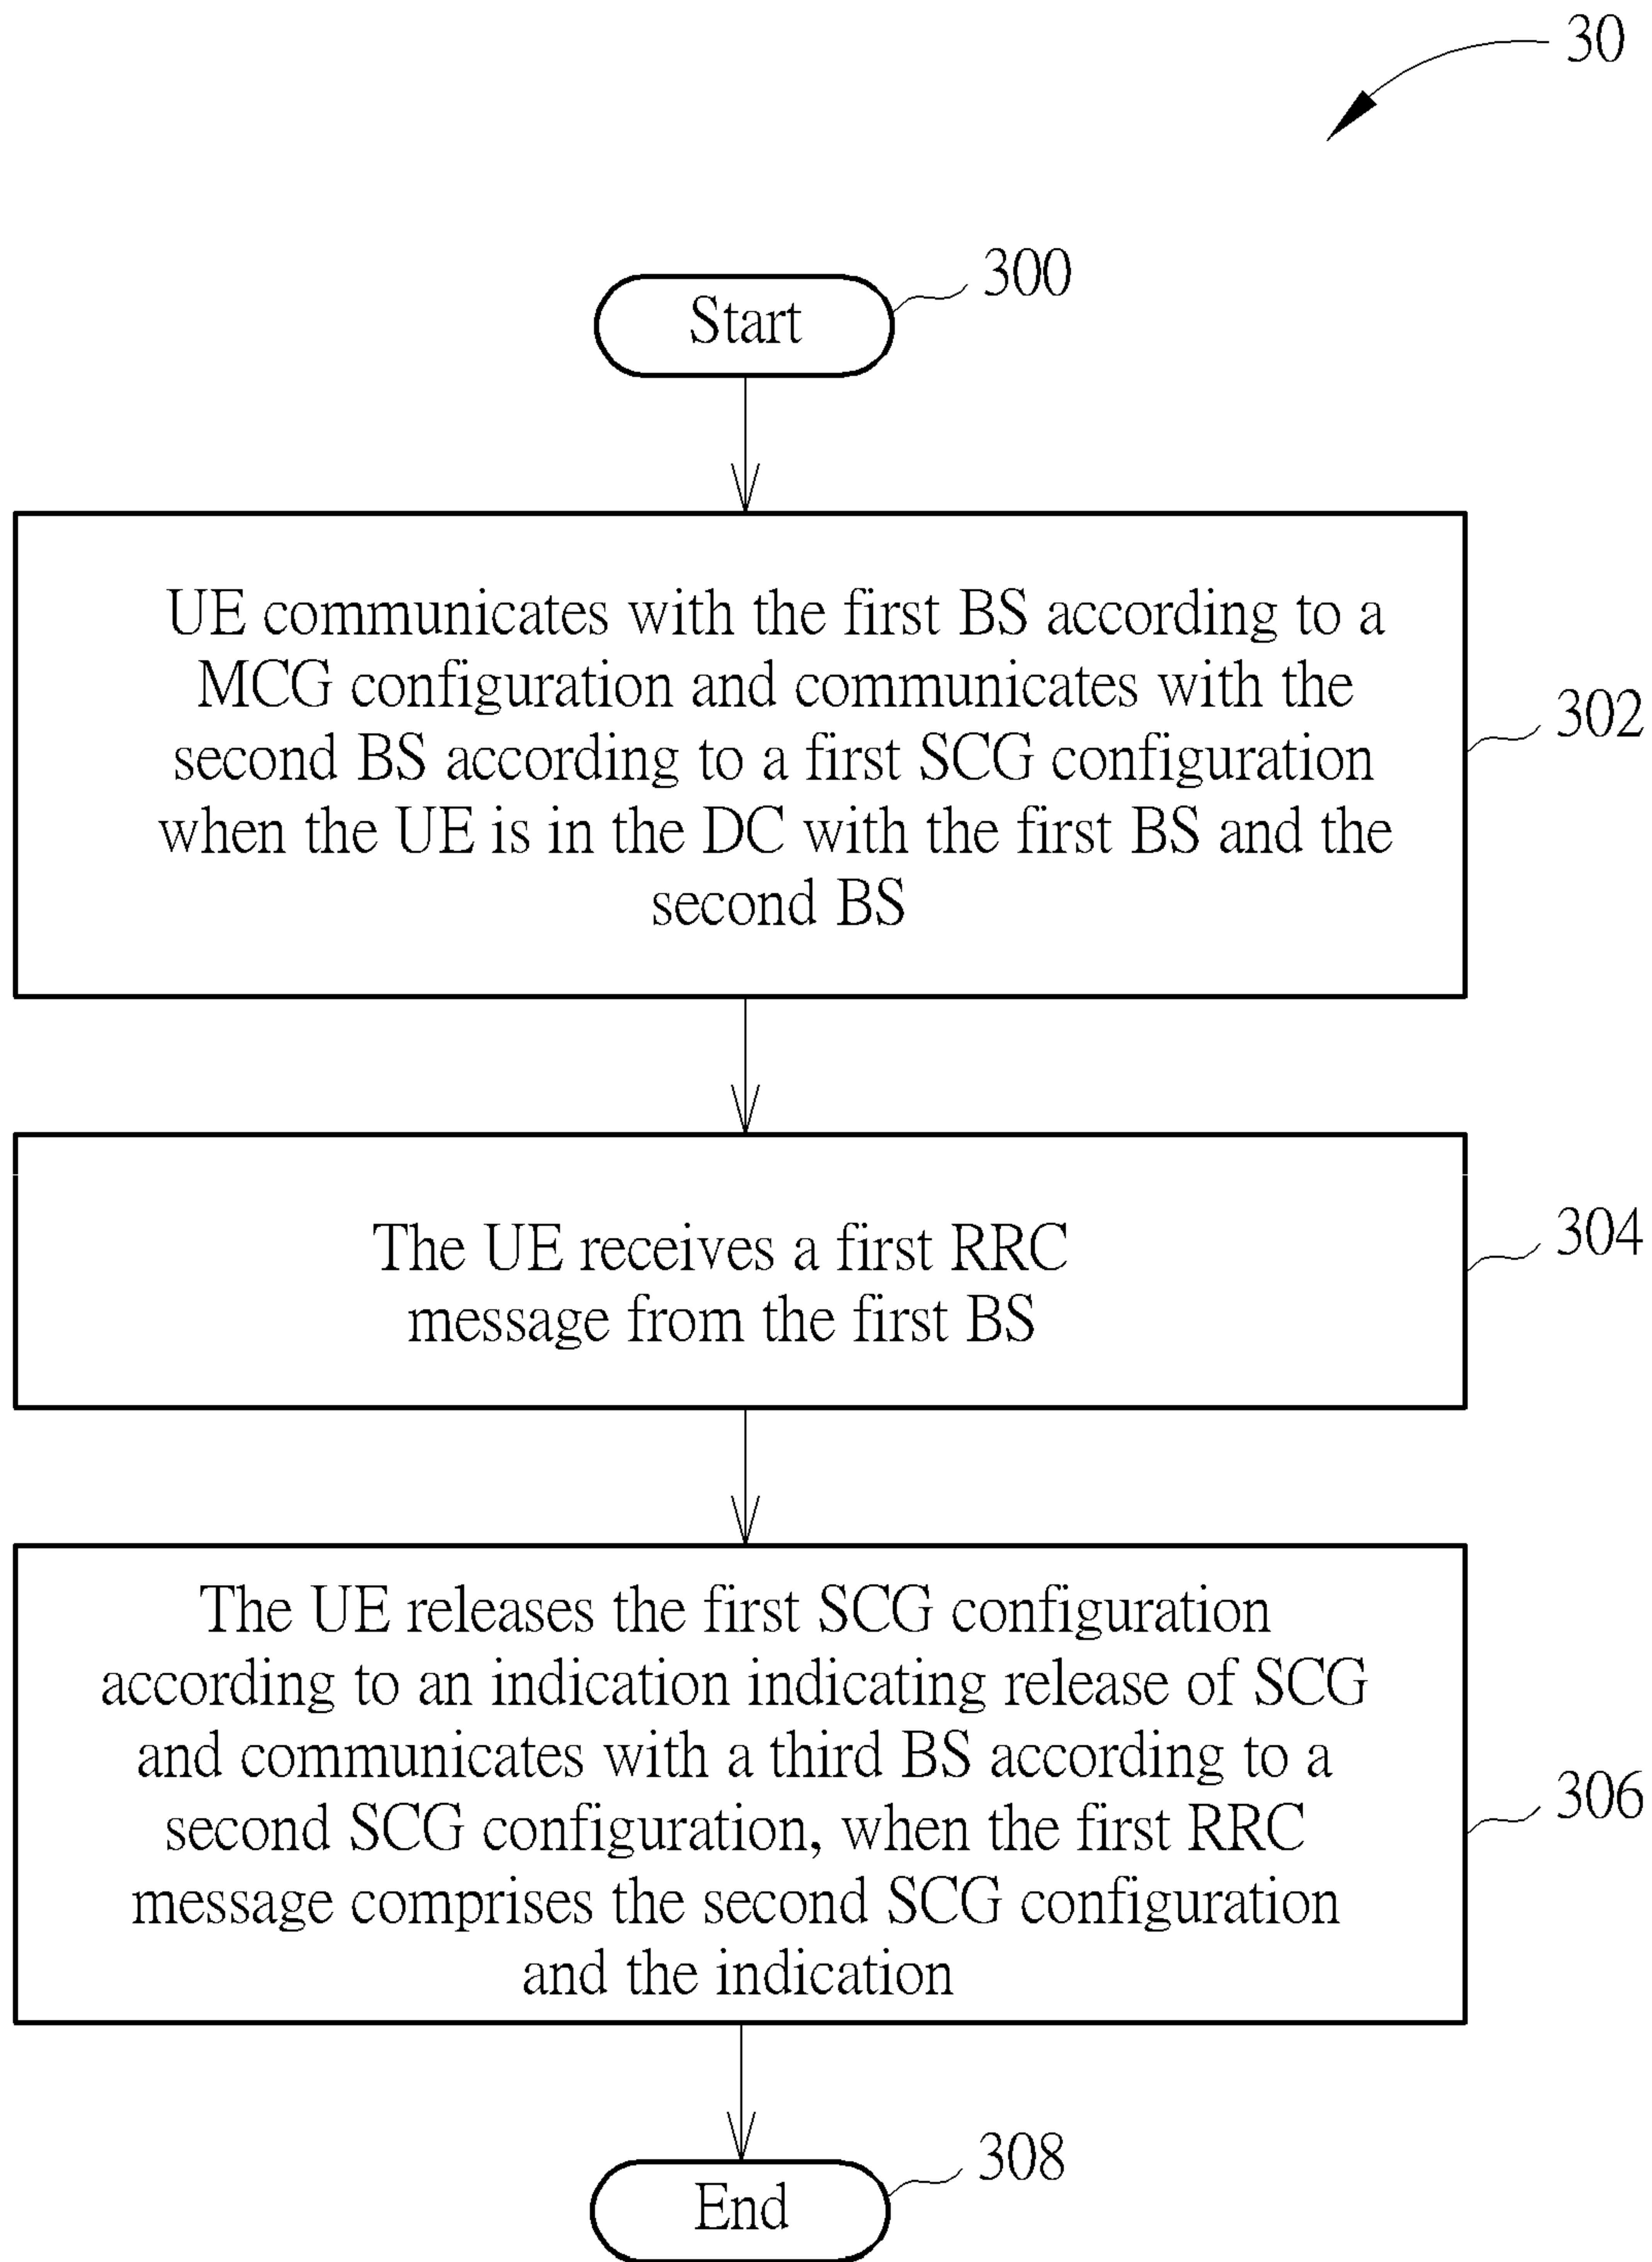 30
300
Start
UE communicates with the first BS according to a
MCG configuration and communicates with the
second BS according to a first SCG configuration
when the UE is in the DC with the first BS and the
second BS
302
The UE receives a first RRC
message from the first BS
304
The UE releases the first SCG configuration
according to an indication indicating release of SCG
and communicates with a third BS according to a
second SCG configuration, when the first RRC
message comprises the second SCG configuration
and the indication
306
308
End